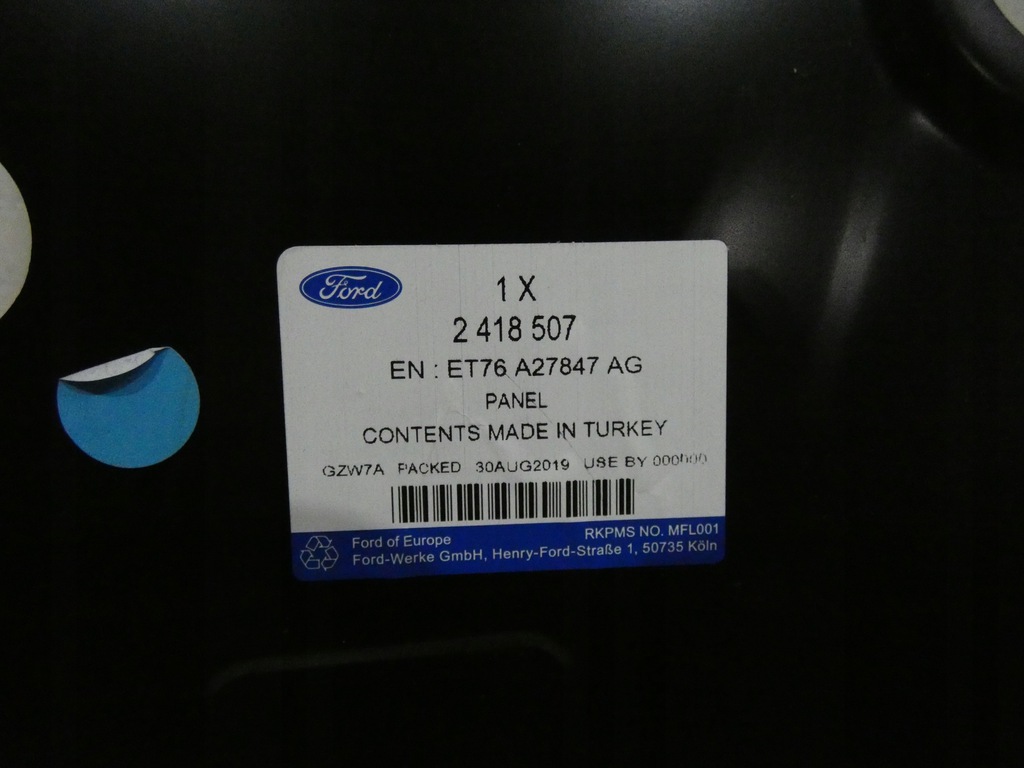 Ford
1 X
2 418 507
EN : ET76 A27847 AG
PANEL
CONTENTS MADE IN TURKEY
GZW7A PACKED 30AUG2019 USE BY 000000
RKPMS NO. MFL001
Ford of Europe
Ford-Werke GmbH, Henry-Ford-Straße 1, 50735 Köln